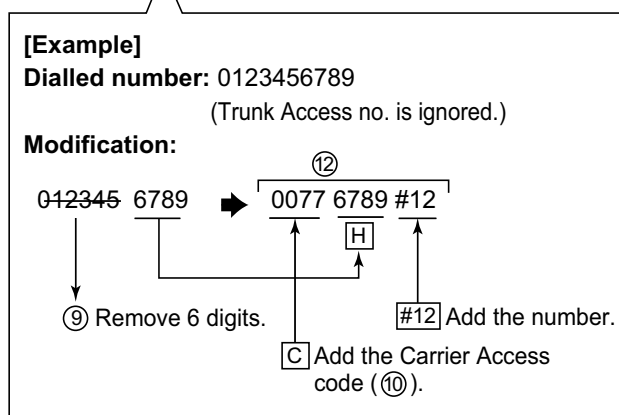 [Example]
Dialled number: 0123456789
(Trunk Access no. is ignored.)
Modification:
⑫
012345 6789 ➡ 0077 6789 #12
H
⑨ Remove 6 digits.
#12 Add the number.
C Add the Carrier Access
code (⑩).